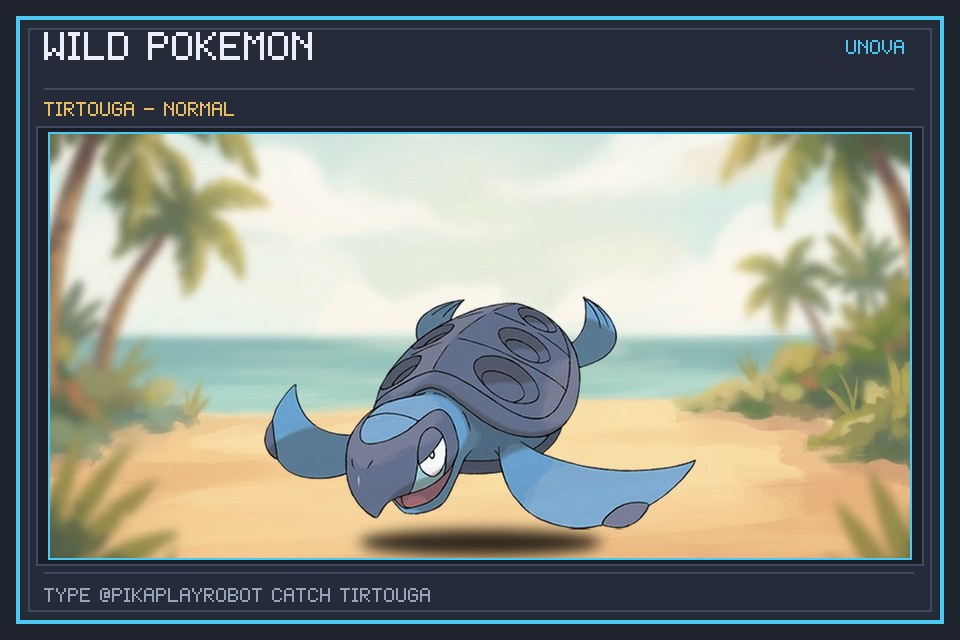 WILD POKEMON
UNOVA
TIRTOUGA - NORMAL
TYPE @PIKAPLAYROBOT CATCH TIRTOUGA